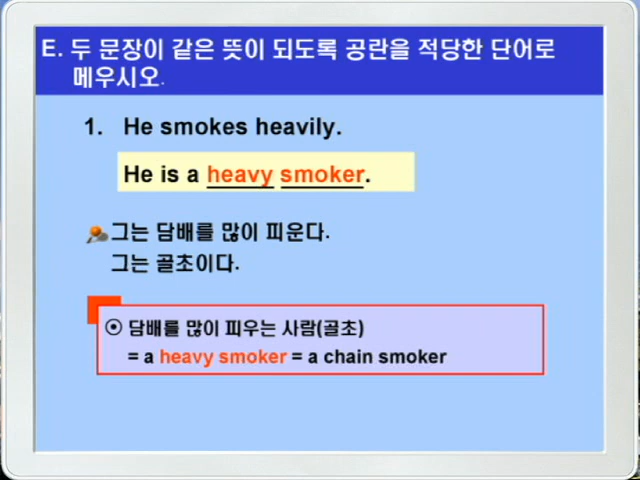 E. 두 문장이 같은 뜻이 되도록 공란을 적당한 단어로
메우시오.
1. He smokes heavily.
He is a heavy smoker.
그는 담배를 많이 피운다.
그는 골초이다.
⊙ 담배를 많이 피우는 사람(골초)
= a heavy smoker = a chain smoker